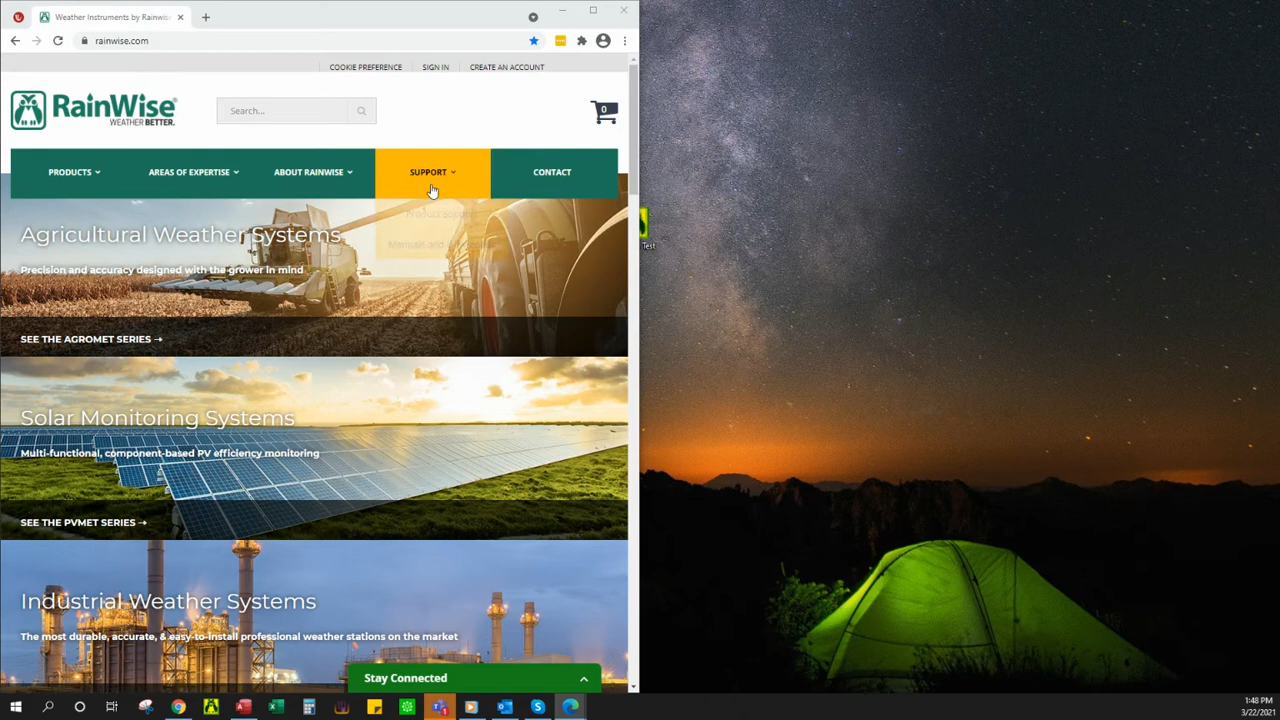 Weather Instruments by Rainwise
rainwise.com
COOKIE PREFERENCE
SIGN IN
CREATE AN ACCOUNT
RainWise®
WEATHER BETTER.
Search...
0
PRODUCTS
AREAS OF EXPERTISE
ABOUT RAINWISE
SUPPORT
CONTACT
Product Support
Agricultural Weather Systems
Precision and accuracy designed with the grower in mind
SEE THE AGROMET SERIES →
Solar Monitoring Systems
Multi-functional, component-based PV efficiency monitoring
SEE THE PVMET SERIES →
Industrial Weather Systems
The most durable, accurate, & easy-to-install professional weather stations on the market
Stay Connected
Test
1:48 PM
3/22/2021